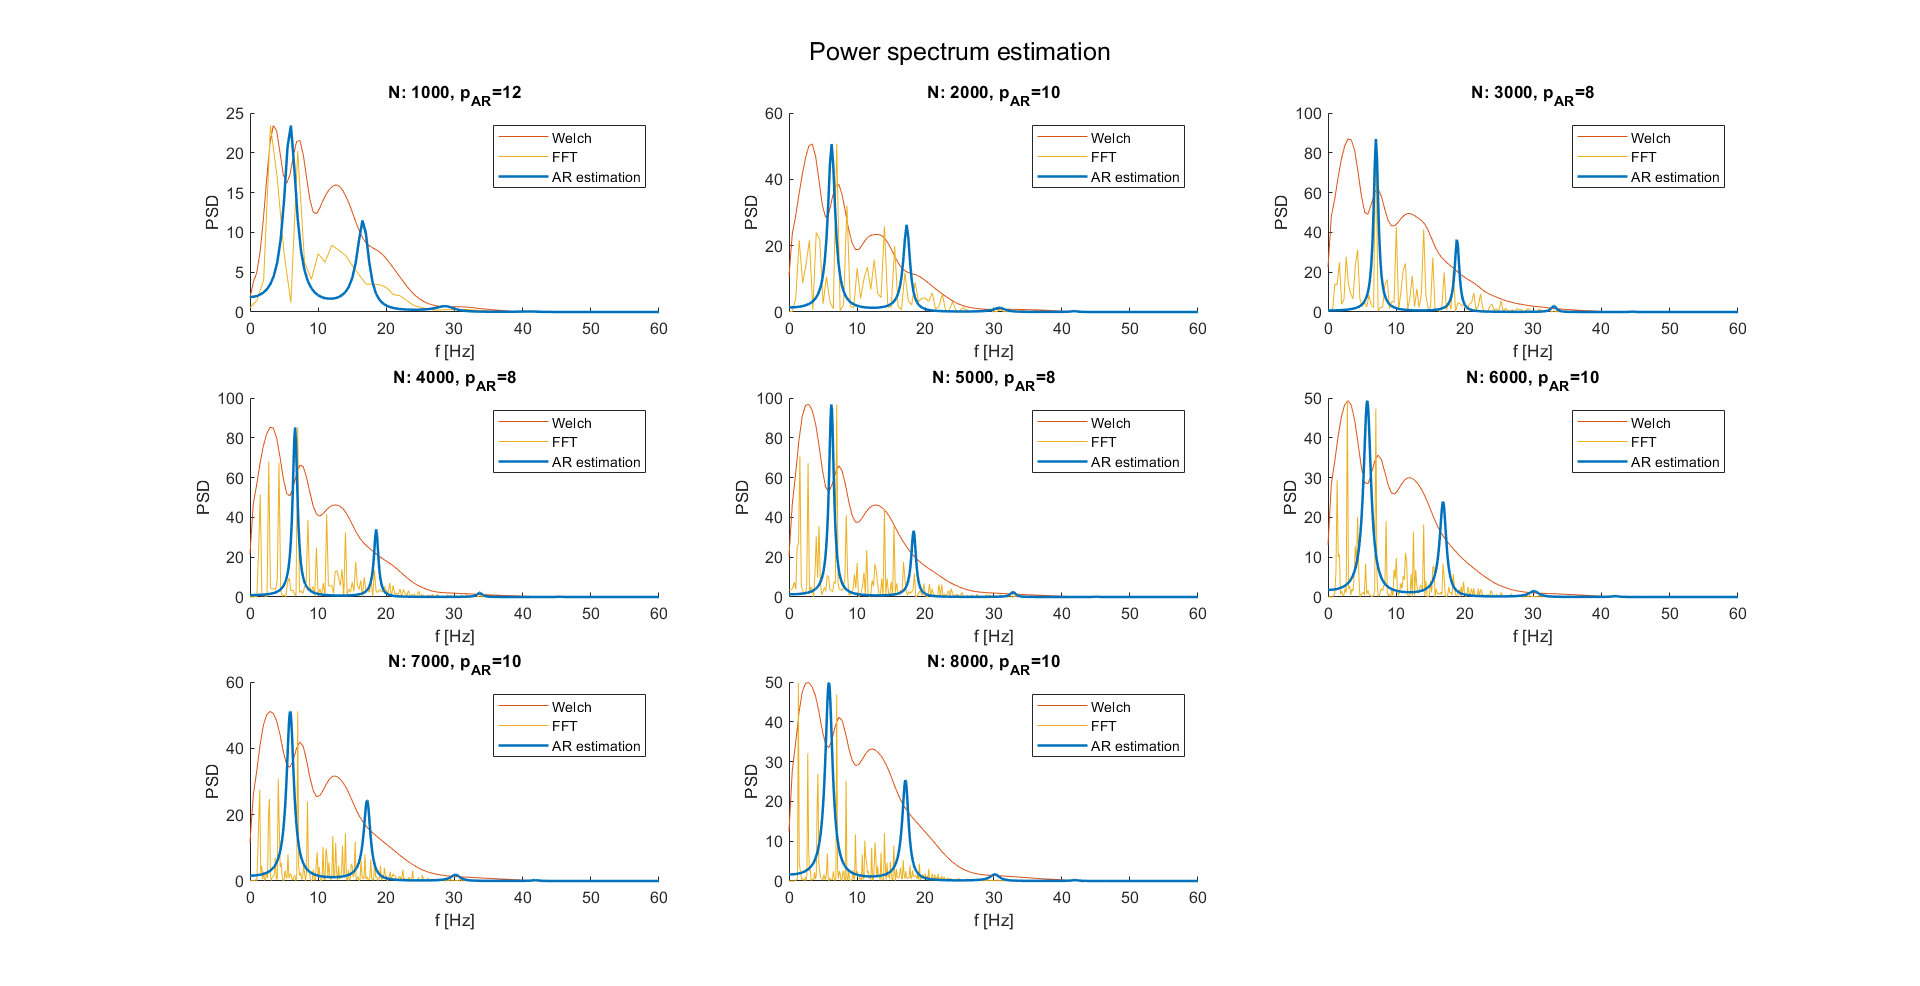 Power spectrum estimation
N: 1000, pAR=12
25
20
15
10
5
0
PSD
0 10 20 30 40 50 60
f [Hz]
Welch
FFT
AR estimation
N: 2000, pAR=10
60
40
20
0
PSD
0 10 20 30 40 50 60
f [Hz]
Welch
FFT
AR estimation
N: 3000, pAR=8
100
80
60
40
20
0
PSD
0 10 20 30 40 50 60
f [Hz]
Welch
FFT
AR estimation
N: 4000, pAR=8
100
80
60
40
20
0
PSD
0 10 20 30 40 50 60
f [Hz]
Welch
FFT
AR estimation
N: 5000, pAR=8
100
80
60
40
20
0
PSD
0 10 20 30 40 50 60
f [Hz]
Welch
FFT
AR estimation
N: 6000, pAR=10
50
40
30
20
10
0
PSD
0 10 20 30 40 50 60
f [Hz]
Welch
FFT
AR estimation
N: 7000, pAR=10
60
40
20
0
PSD
0 10 20 30 40 50 60
f [Hz]
Welch
FFT
AR estimation
N: 8000, pAR=10
50
40
30
20
10
0
PSD
0 10 20 30 40 50 60
f [Hz]
Welch
FFT
AR estimation